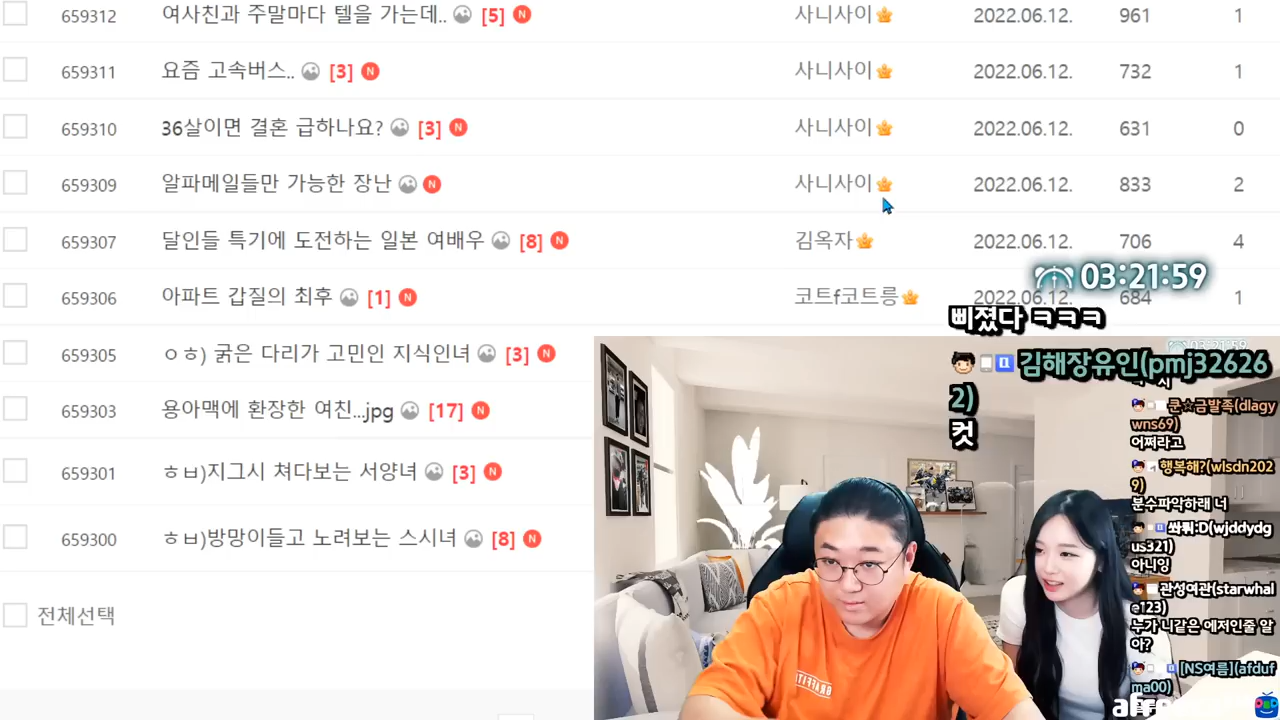 659312 여사친과 주말마다 텔을 가는데.. [5] N 사니사이 2022.06.12. 961 1
659311 요즘 고속버스.. [3] N 사니사이 2022.06.12. 732 1
659310 36살이면 결혼 급하나요? [3] N 사니사이 2022.06.12. 631 0
659309 알파메일들만 가능한 장난 N 사니사이 2022.06.12. 833 2
659307 달인들 특기에 도전하는 일본 여배우 [8] N 김옥자 2022.06.12. 706 4
659306 아파트 갑질의 최후 [1] N 코트f코트릉 2022.06.12. 684 1
659305 ㅇㅎ) 굵은 다리가 고민인 지식인녀 [3] N
659303 용아맥에 환장한 여친...jpg [17] N
659301 ㅎㅂ)지그시 쳐다보는 서양녀 [3] N
659300 ㅎㅂ)방망이들고 노려보는 스시녀 [8] N
전체선택
03:21:59
삐졌다 ㅋㅋㅋ
03:21:59
김해장유인(pmj32626
2)
컷
쿤☆금발족(dlagy
wns69)
어쩌라고
행복해?(wlsdn202
9)
분수파악하래 너
쏴뤼:D(wjddydg
us321)
아니잉
관성여관(starwhal
e123)
누가 니같은 에저인줄 알
아?
[NS여름](afduf
ma00)
GRAFFITI